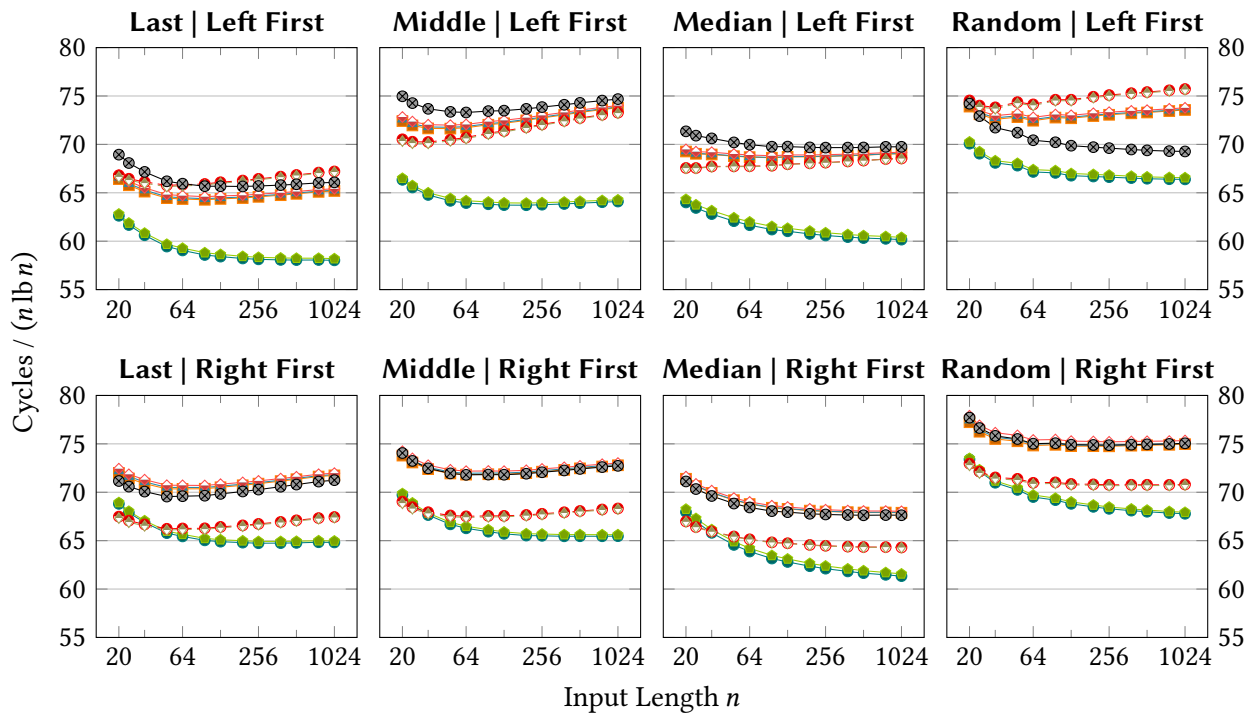 Last | Left First
Middle | Left First
Median | Left First
Random | Left First
80
75
70
65
60
55
80
75
70
65
60
55
20 64 256 1024
20 64 256 1024
20 64 256 1024
20 64 256 1024
Cycles / (n lb n)
Last | Right First
Middle | Right First
Median | Right First
Random | Right First
80
75
70
65
60
55
80
75
70
65
60
55
20 64 256 1024
20 64 256 1024
20 64 256 1024
20 64 256 1024
Input Length n